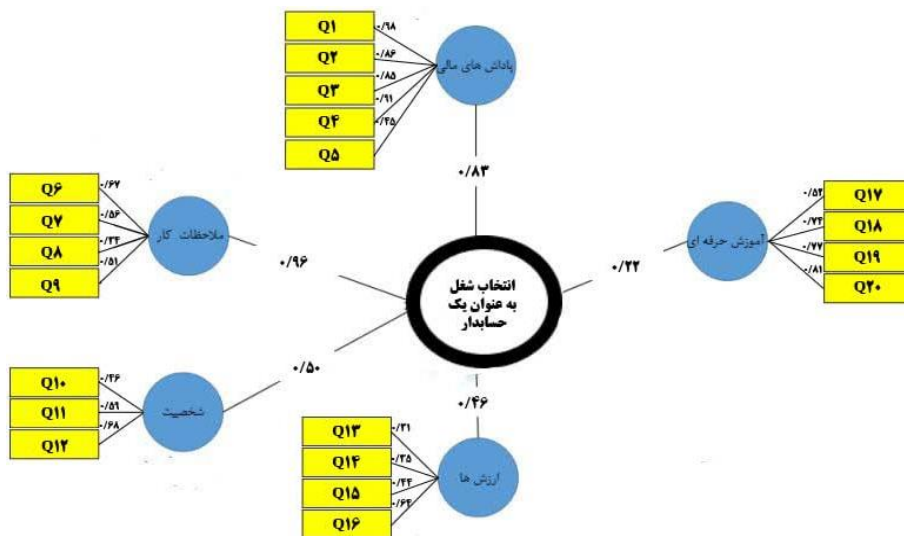 Q۱
۰/۹۸
Q۲
۰/۸۶
Q۳
۰/۸۵
Q۴
۰/۹۱
Q۵
۰/۴۵
پاداش های مالی
۰/۸۳
Q۶
۰/۶۷
Q۷
۰/۵۶
Q۸
۰/۳۴
Q۹
۰/۵۱
ملاحظات کار
۰/۹۶
Q۱۷
۰/۵۲
Q۱۸
۰/۷۴
Q۱۹
۰/۷۷
Q۲۰
۰/۸۱
آموزش حرفه ای
۰/۲۲
انتخاب شغل
به عنوان یک
حسابدار
Q۱۰
۰/۴۶
Q۱۱
۰/۵۹
Q۱۲
۰/۶۸
شخصیت
۰/۵۰
۰/۴۶
Q۱۳
۰/۳۱
Q۱۴
۰/۳۵
Q۱۵
۰/۴۴
Q۱۶
۰/۶۴
ارزش ها